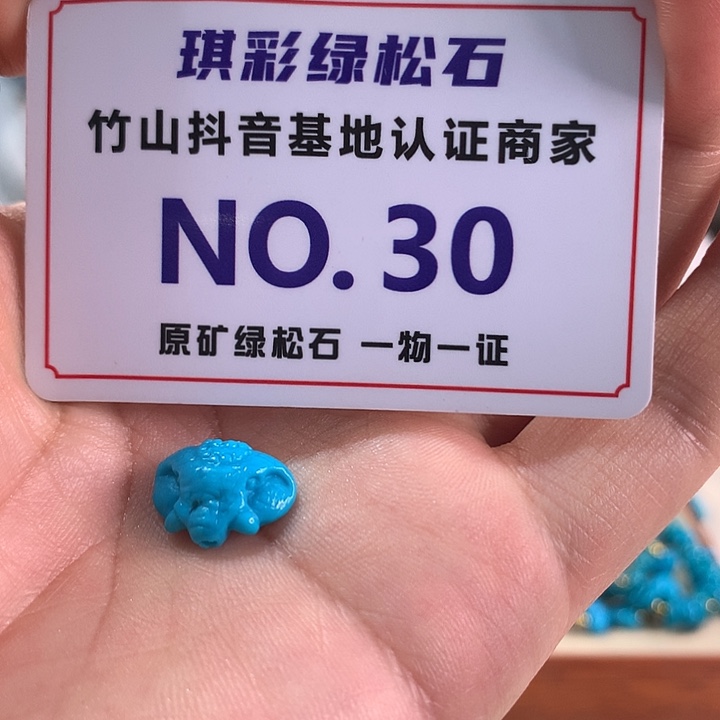 琪彩绿松石
竹山抖音基地认证商家
NO. 30
原矿绿松石 一物一证